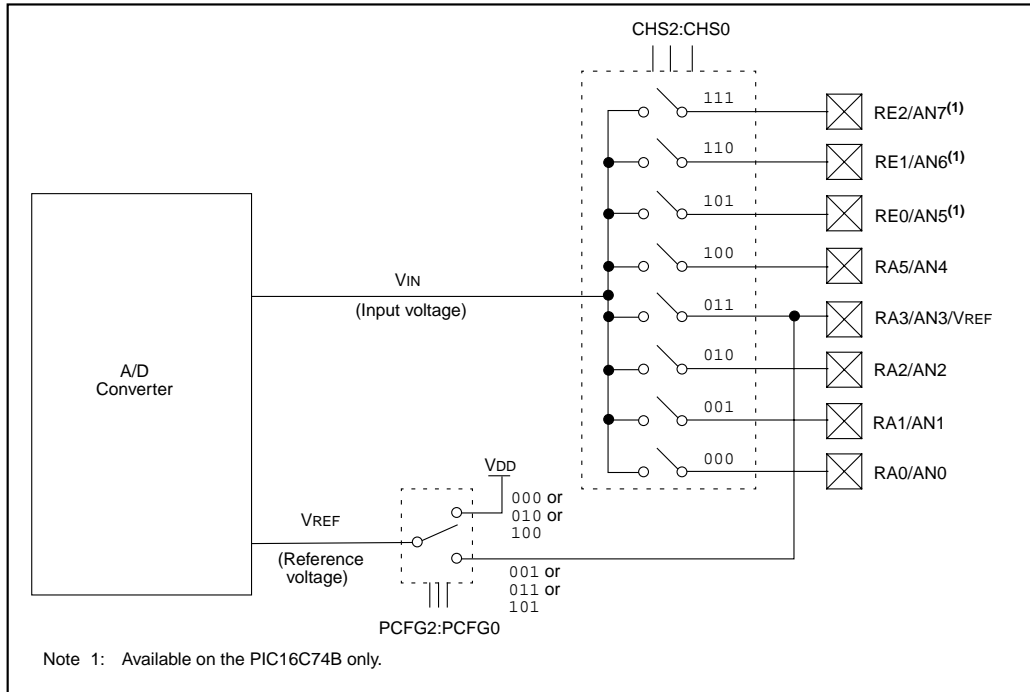 CHS2:CHS0
111
RE2/AN7(1)
110
RE1/AN6(1)
101
RE0/AN5(1)
100
RA5/AN4
VIN
(Input voltage)
011
RA3/AN3/VREF
A/D
Converter
010
RA2/AN2
001
RA1/AN1
000
RA0/AN0
VDD
000 or
010 or
100
VREF
(Reference
voltage)
001 or
011 or
101
PCFG2:PCFG0
Note 1: Available on the PIC16C74B only.